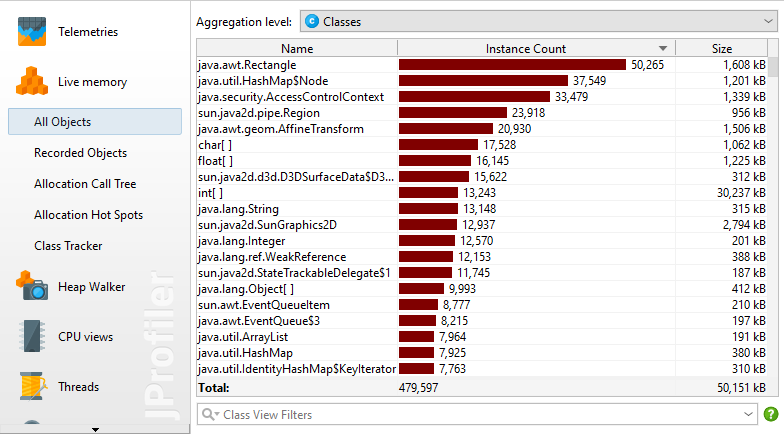 Telemetries
Live memory
All Objects
Recorded Objects
Allocation Call Tree
Allocation Hot Spots
Class Tracker
Heap Walker
CPU views
Threads
JProfiler
Aggregation level: C Classes
Name Instance Count Size
java.awt.Rectangle 50,265 1,608 kB
java.util.HashMap$Node 37,549 1,201 kB
java.security.AccessControlContext 33,479 1,339 kB
sun.java2d.pipe.Region 23,918 956 kB
java.awt.geom.AffineTransform 20,930 1,506 kB
char[ ] 17,528 1,062 kB
float[ ] 16,145 1,225 kB
sun.java2d.d3d.D3DSurfaceData$D3... 15,622 312 kB
int[ ] 13,243 30,237 kB
java.lang.String 13,148 315 kB
sun.java2d.SunGraphics2D 12,937 2,794 kB
java.lang.Integer 12,570 201 kB
java.lang.ref.WeakReference 12,153 388 kB
sun.java2d.StateTrackableDelegate$1 11,745 187 kB
java.lang.Object[ ] 9,993 412 kB
sun.awt.EventQueueItem 8,777 210 kB
java.awt.EventQueue$3 8,215 197 kB
java.util.ArrayList 7,964 191 kB
java.util.HashMap 7,925 380 kB
java.util.IdentityHashMap$KeyIterator 7,763 310 kB
Total: 479,597 50,151 kB
Class View Filters
?